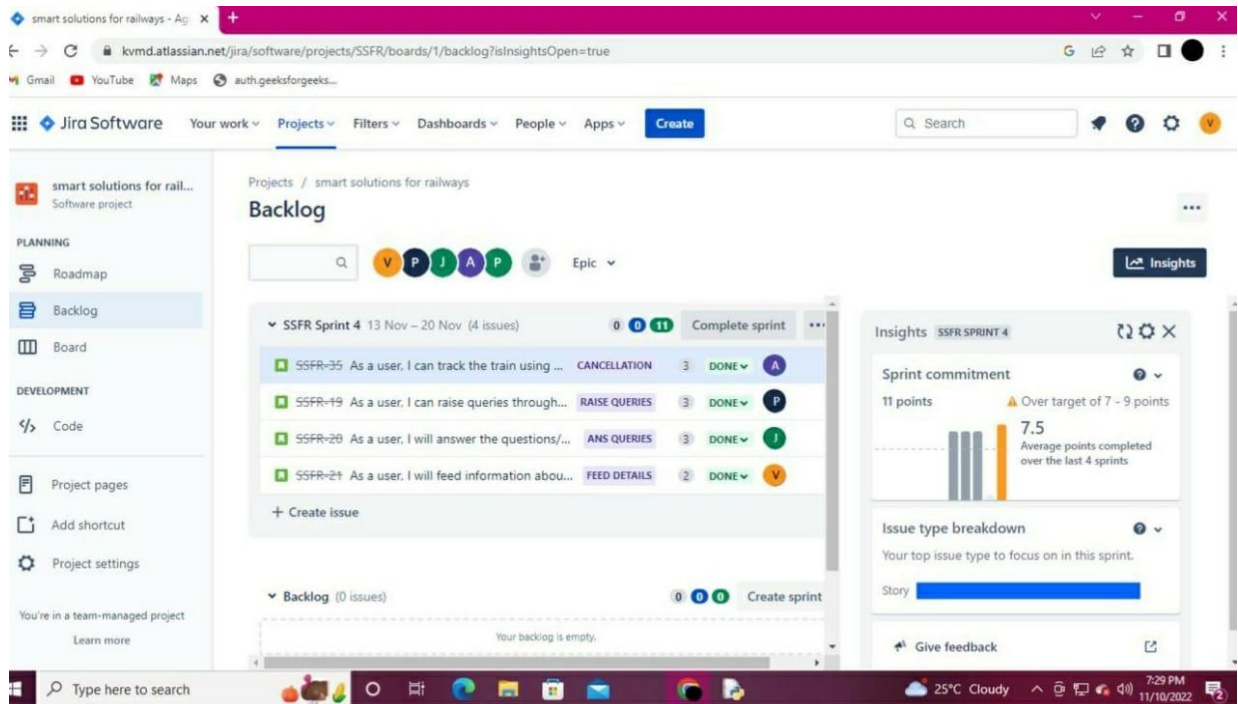 smart solutions for railways - Ag
kvmd.atlassian.net/jira/software/projects/SSFR/boards/1/backlog?isInsightsOpen=true
Gmail YouTube Maps auth.geeksforgeeks...
Jira Software Your work Projects Filters Dashboards People Apps Create Search V
smart solutions for rail...
Software project
Projects / smart solutions for railways
Backlog
PLANNING
Roadmap
Backlog
Board
DEVELOPMENT
Code
Project pages
Add shortcut
Project settings
You're in a team-managed project
Learn more
V P J A P Epic
Insights
SSFR Sprint 4 13 Nov – 20 Nov (4 issues) 0 0 11 Complete sprint
SSFR-35 As a user, I can track the train using ... CANCELLATION 3 DONE A
SSFR-19 As a user, I can raise queries through... RAISE QUERIES 3 DONE P
SSFR-20 As a user, I will answer the questions/... ANS QUERIES 3 DONE J
SSFR-21 As a user, I will feed information abou... FEED DETAILS 2 DONE V
+ Create issue
Backlog (0 issues) 0 0 0 Create sprint
Your backlog is empty.
Insights SSFR SPRINT 4
Sprint commitment
11 points Over target of 7 - 9 points
7.5
Average points completed
over the last 4 sprints
Issue type breakdown
Your top issue type to focus on in this sprint.
Story
Give feedback
Type here to search
25°C Cloudy
7:29 PM
11/10/2022
2